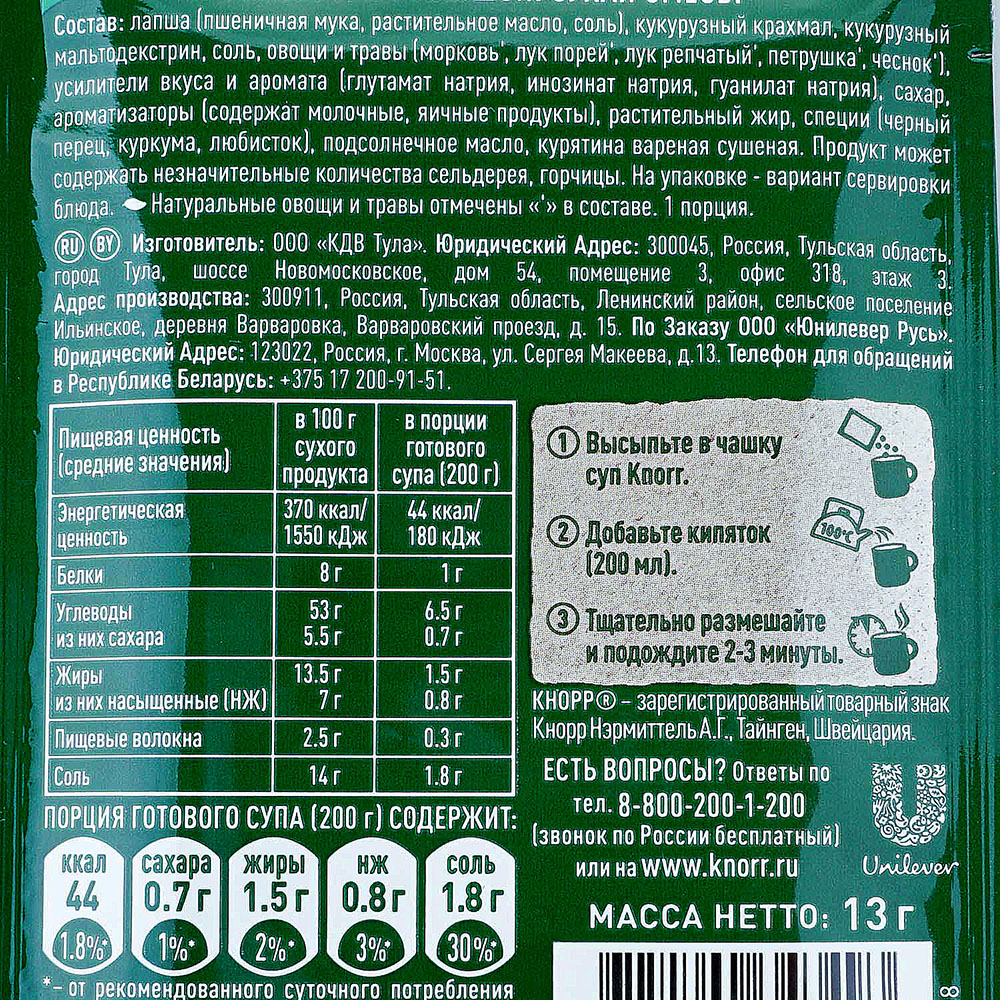 Состав: лапша (пшеничная мука, растительное масло, соль), кукурузный крахмал, кукурузный
мальтодекстрин, соль, овощи и травы (морковь', лук порей', лук репчатый', петрушка', чеснок'),
усилители вкуса и аромата (глутамат натрия, инозинат натрия, гуанилат натрия), сахар,
ароматизаторы (содержат молочные, яичные продукты), растительный жир, специи (черный
перец, куркума, любисток), подсолнечное масло, курятина вареная сушеная. Продукт может
содержать незначительные количества сельдерея, горчицы. На упаковке - вариант сервировки
блюда. Натуральные овощи и травы отмечены «'» в составе. 1 порция.
RU BY Изготовитель: ООО «КДВ Тула». Юридический Адрес: 300045, Россия, Тульская область,
город Тула, шоссе Новомосковское, дом 54, помещение 3, офис 318, этаж 3.
Адрес производства: 300911, Россия, Тульская область, Ленинский район, сельское поселение
Ильинское, деревня Варваровка, Варваровский проезд, д. 15. По Заказу ООО «Юнилевер Русь».
Юридический Адрес: 123022, Россия, г. Москва, ул. Сергея Макеева, д.13. Телефон для обращений
в Республике Беларусь: +375 17 200-91-51.
Пищевая ценность
(средние значения)
в 100 г
сухого
продукта
в порции
готового
супа (200 г)
Энергетическая
ценность
370 ккал/
1550 кДж
44 ккал/
180 кДж
Белки 8 г 1 г
Углеводы 53 г 6.5 г
из них сахара 5.5 г 0.7 г
Жиры 13.5 г 1.5 г
из них насыщенные (НЖ) 7 г 0.8 г
Пищевые волокна 2.5 г 0.3 г
Соль 14 г 1.8 г
ПОРЦИЯ ГОТОВОГО СУПА (200 г) СОДЕРЖИТ:
ккал сахара жиры нж соль
44 0.7 г 1.5 г 0.8 г 1.8 г
1.8%* 1%* 2%* 3%* 30%*
*- от рекомендованного суточного потребления
1 Высыпьте в чашку
суп Knorr.
2 Добавьте кипяток
(200 мл).
100°C
3 Тщательно размешайте
и подождите 2-3 минуты.
КНОРР® – зарегистрированный товарный знак
Кнорр Нэрмиттель А.Г., Тайнген, Швейцария.
ЕСТЬ ВОПРОСЫ? Ответы по
тел. 8-800-200-1-200
(звонок по России бесплатный)
или на www.knorr.ru
Unilever
МАССА НЕТТО: 13 г
8